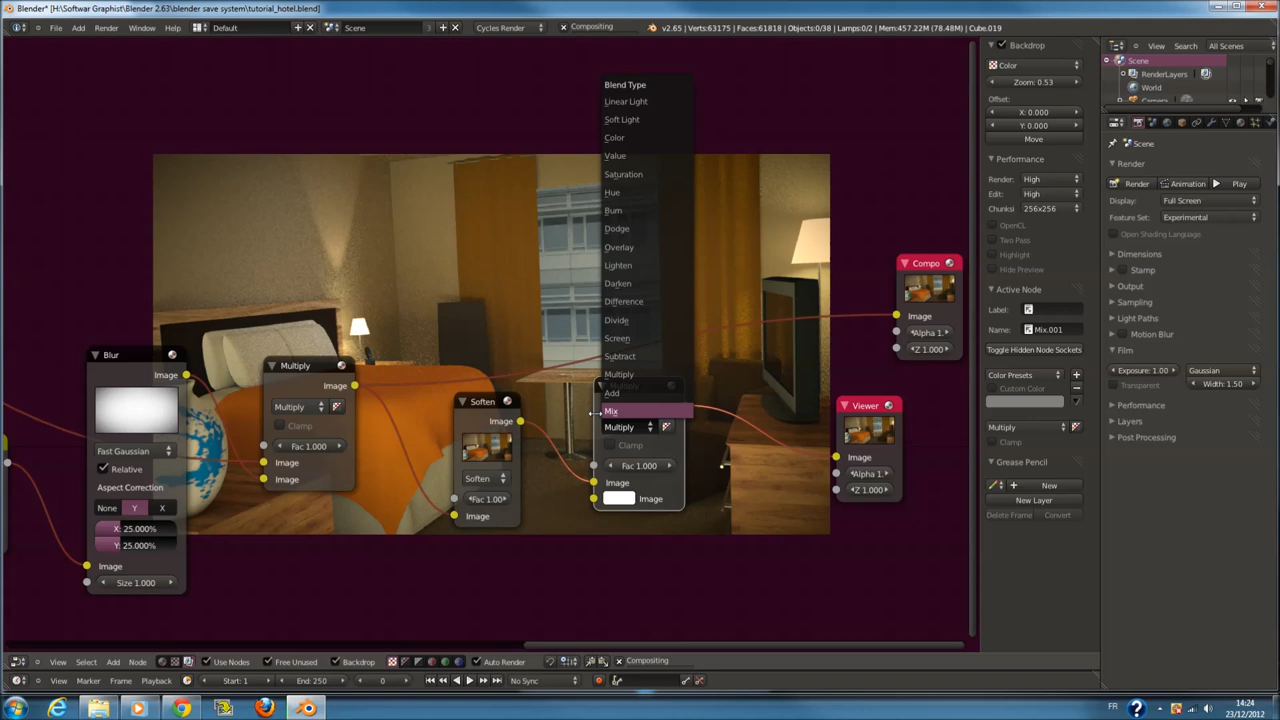 Blender* [H:\Softwar Graphist\Blender 2.63\blender save system\tutorial_hotel.blend]
File Add Render Window Help Default Scene 3 Cycles Render Compositing v2.65 | Verts:63175 | Faces:61818 | Objects:0/38 | Lamps:0/2 | Mem:457.22M (78.48M) | Cube.019
Backdrop
Color
Zoom: 0.53
Offset:
X: 0.000
Y: 0.000
Move
Performance
Render: High
Edit: High
Chunksi 256x256
OpenCL
Two Pass
Highlight
Hide Preview
Active Node
Label:
Name: Mix.001
Toggle Hidden Node Sockets
Color Presets
Custom Color
Multiply
Clamp
Grease Pencil
New
New Layer
Delete Frame Convert
View Search All Scenes
Scene
RenderLayers
World
Camera
Scene
Render
Render Animation Play
Display: Full Screen
Feature Set: Experimental
Open Shading Language
Dimensions
Stamp
Output
Sampling
Light Paths
Motion Blur
Film
Exposure: 1.00 Gaussian
Transparent Width: 1.50
Layers
Performance
Post Processing
Blend Type
Linear Light
Soft Light
Color
Value
Saturation
Hue
Burn
Dodge
Overlay
Lighten
Darken
Difference
Divide
Screen
Subtract
Multiply
Add
Mix
Multiply
Clamp
Fac 1.000
Image
Image
Blur
Image
Fast Gaussian
Relative
Aspect Correction
None Y X
X: 25.000%
Y: 25.000%
Image
Size 1.000
Multiply
Image
Multiply
Clamp
Fac 1.000
Image
Image
Soften
Image
Soften
Fac 1.00
Image
Compo
Image
Alpha 1.
Z 1.000
Viewer
Image
Alpha 1.
Z 1.000
View Select Add Node Use Nodes Free Unused Backdrop Auto Render Compositing
View Marker Frame Playback Start: 1 End: 250 0 No Sync
FR 14:24
23/12/2012